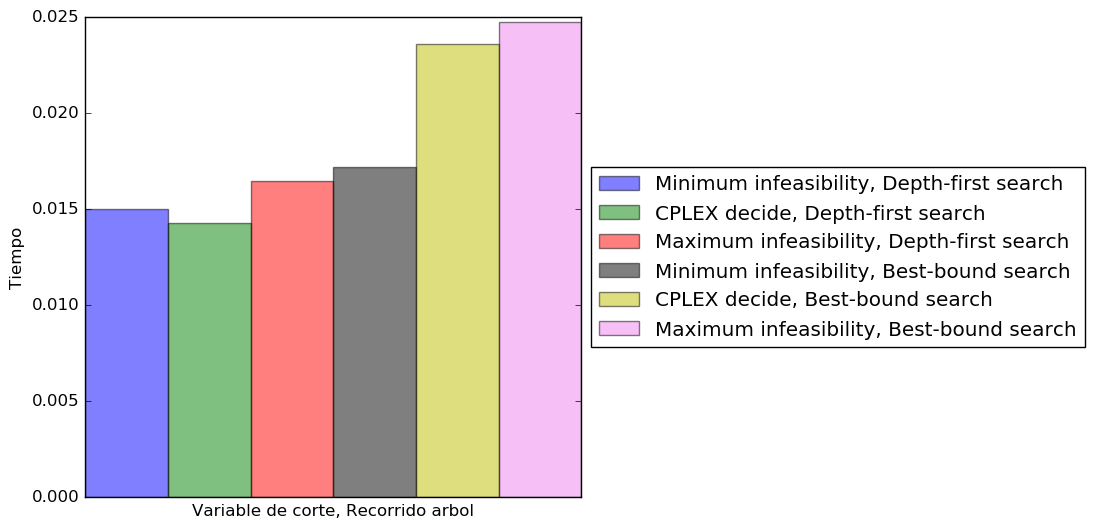 0.025
0.020
0.015
0.010
0.005
0.000
Tiempo
Variable de corte, Recorrido arbol
Minimum infeasibility, Depth-first search
CPLEX decide, Depth-first search
Maximum infeasibility, Depth-first search
Minimum infeasibility, Best-bound search
CPLEX decide, Best-bound search
Maximum infeasibility, Best-bound search